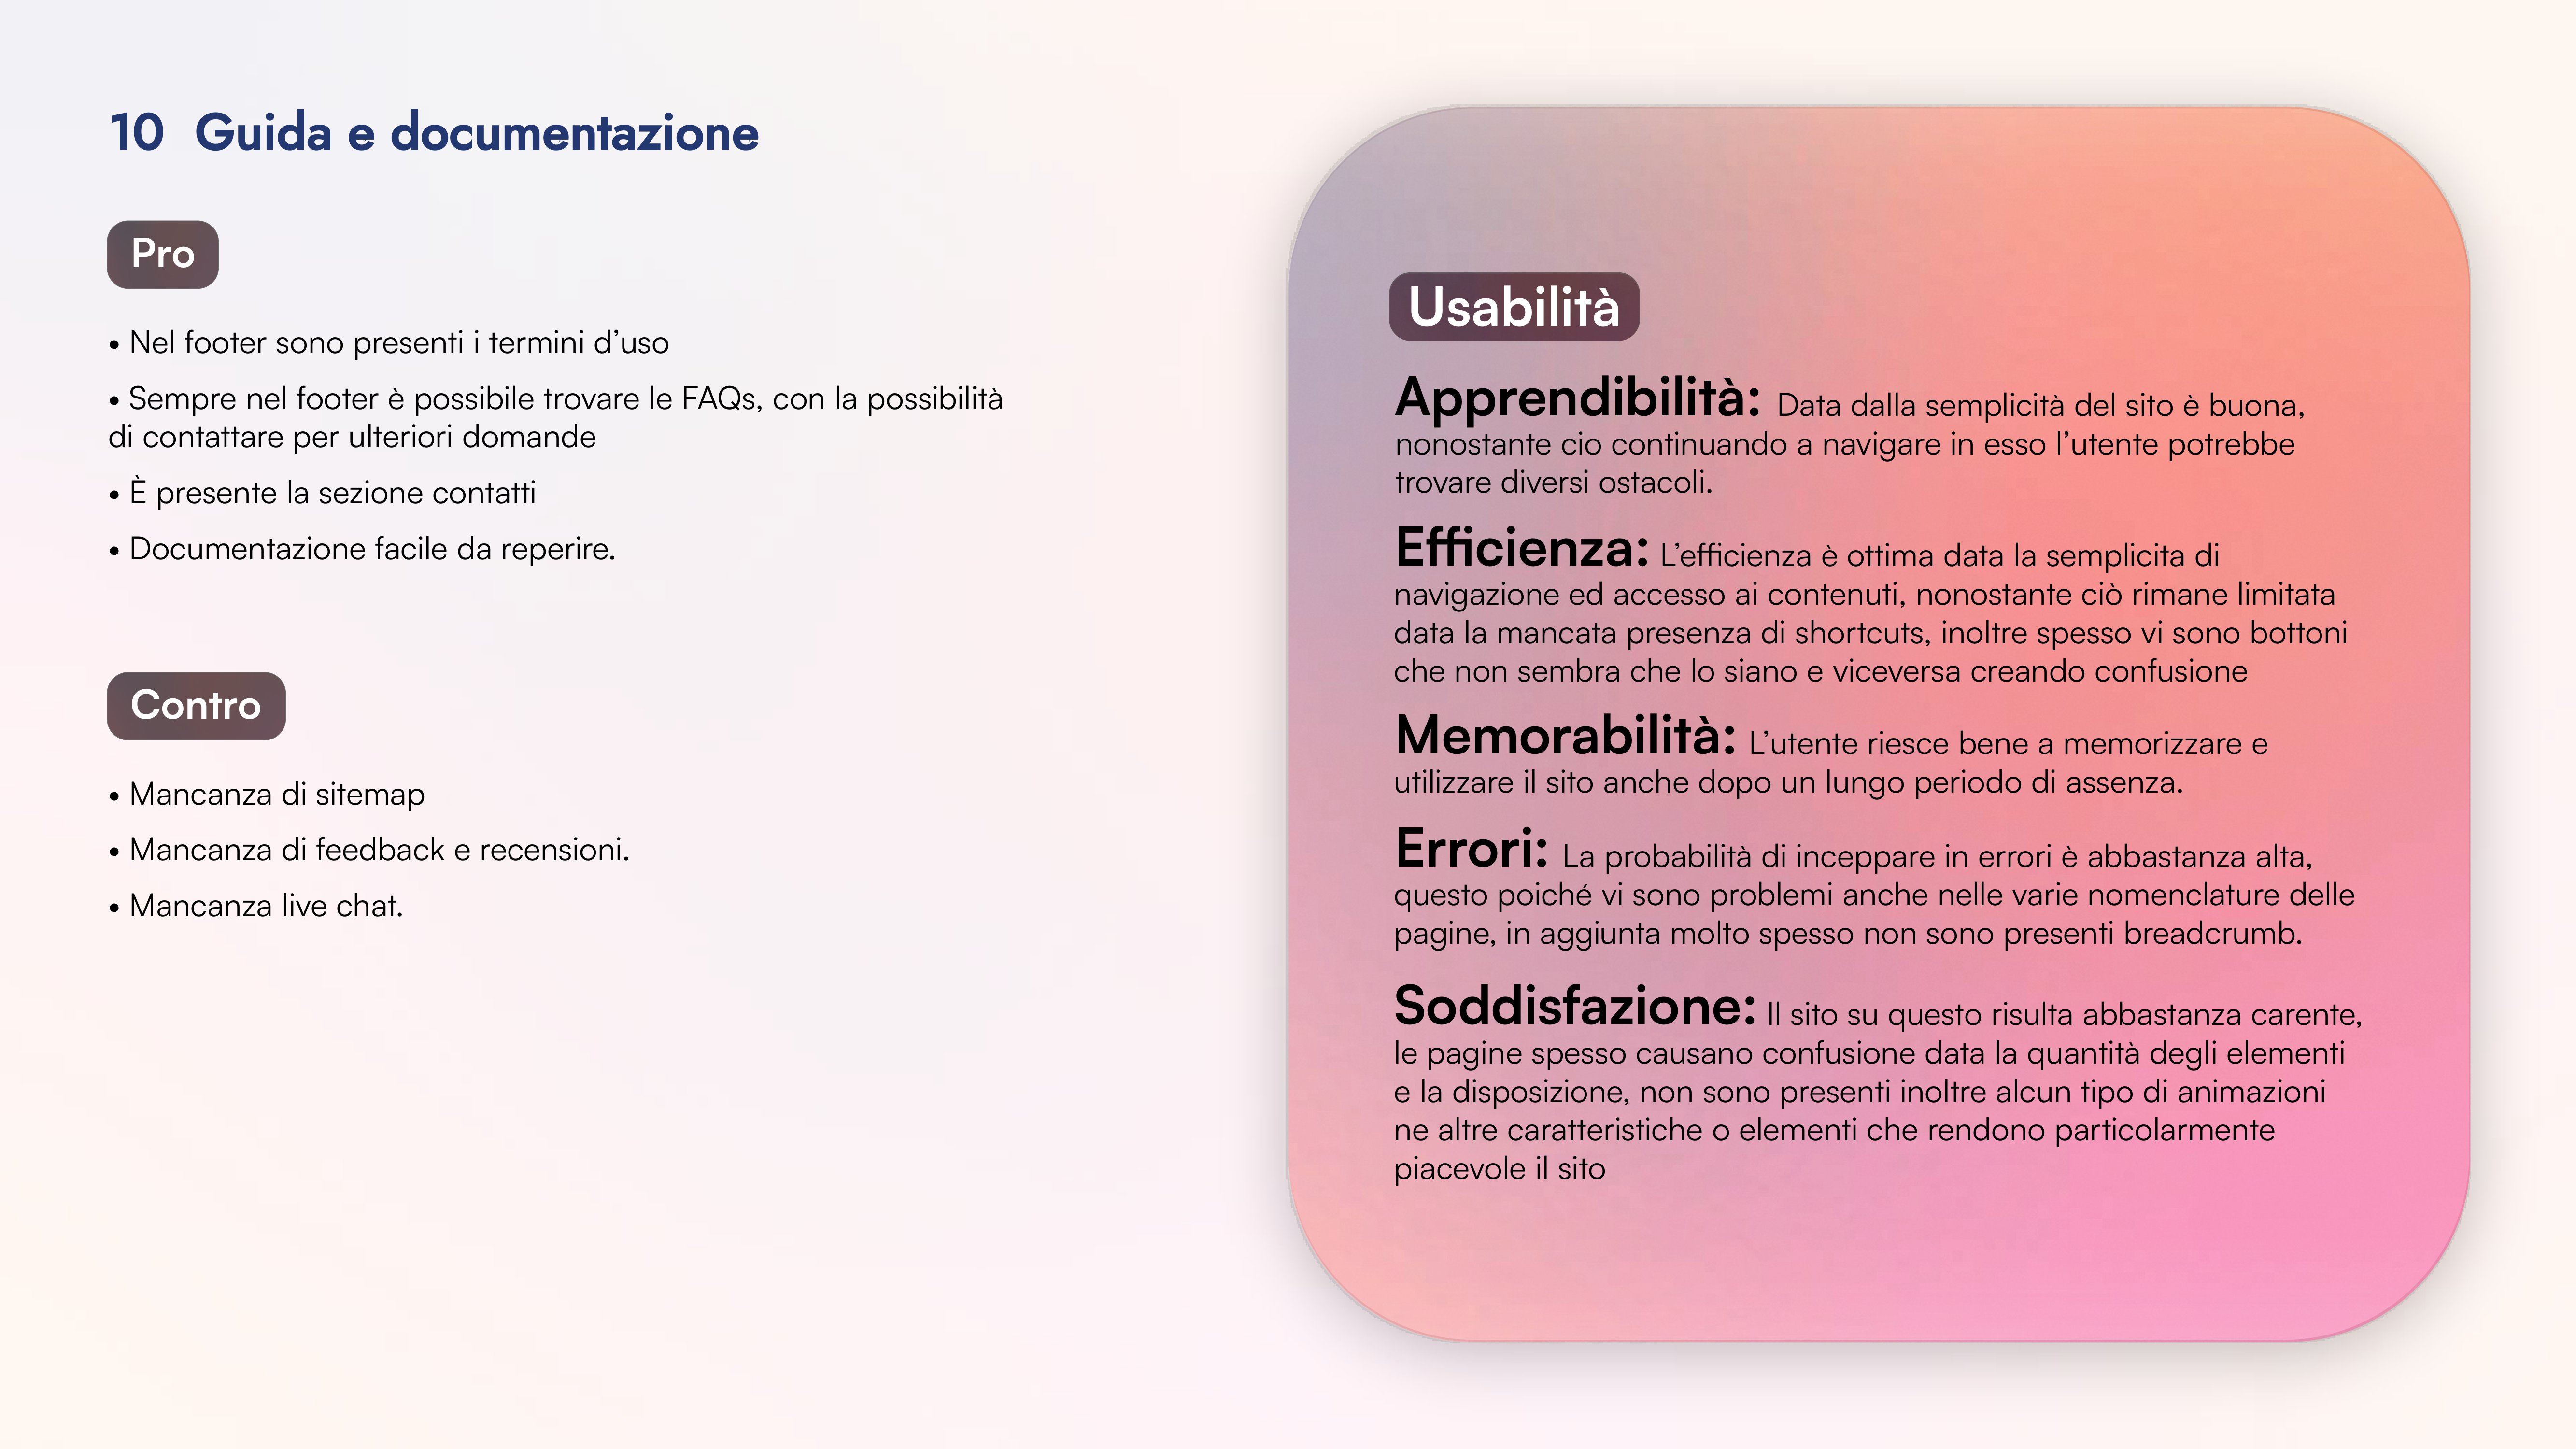 10 Guida e documentazione
Pro
• Nel footer sono presenti i termini d’uso
• Sempre nel footer è possibile trovare le FAQs, con la possibilità
di contattare per ulteriori domande
• È presente la sezione contatti
• Documentazione facile da reperire.
Contro
• Mancanza di sitemap
• Mancanza di feedback e recensioni.
• Mancanza live chat.
Usabilità
Apprendibilità: Data dalla semplicità del sito è buona,
nonostante cio continuando a navigare in esso l’utente potrebbe
trovare diversi ostacoli.
Efficienza: L’efficienza è ottima data la semplicita di
navigazione ed accesso ai contenuti, nonostante ciò rimane limitata
data la mancata presenza di shortcuts, inoltre spesso vi sono bottoni
che non sembra che lo siano e viceversa creando confusione
Memorabilità: L’utente riesce bene a memorizzare e
utilizzare il sito anche dopo un lungo periodo di assenza.
Errori: La probabilità di inceppare in errori è abbastanza alta,
questo poiché vi sono problemi anche nelle varie nomenclature delle
pagine, in aggiunta molto spesso non sono presenti breadcrumb.
Soddisfazione: Il sito su questo risulta abbastanza carente,
le pagine spesso causano confusione data la quantità degli elementi
e la disposizione, non sono presenti inoltre alcun tipo di animazioni
ne altre caratteristiche o elementi che rendono particolarmente
piacevole il sito